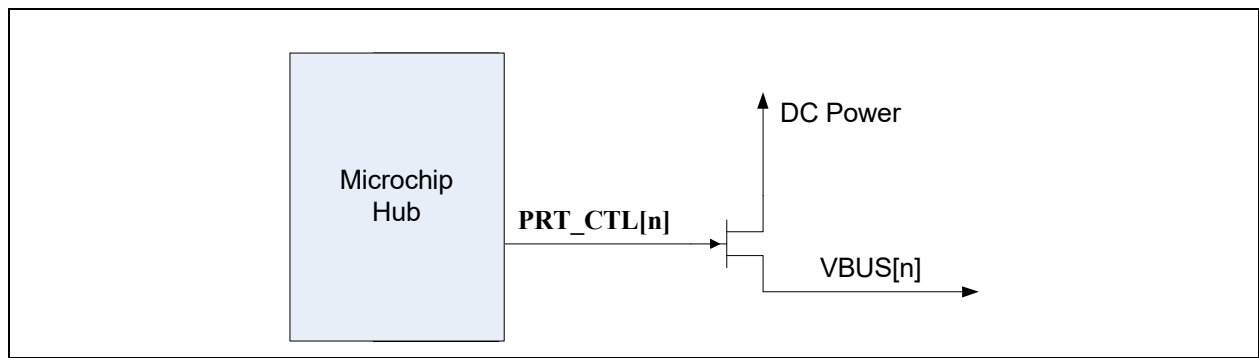 DC Power
Microchip
Hub
PRT_CTL[n]
VBUS[n]